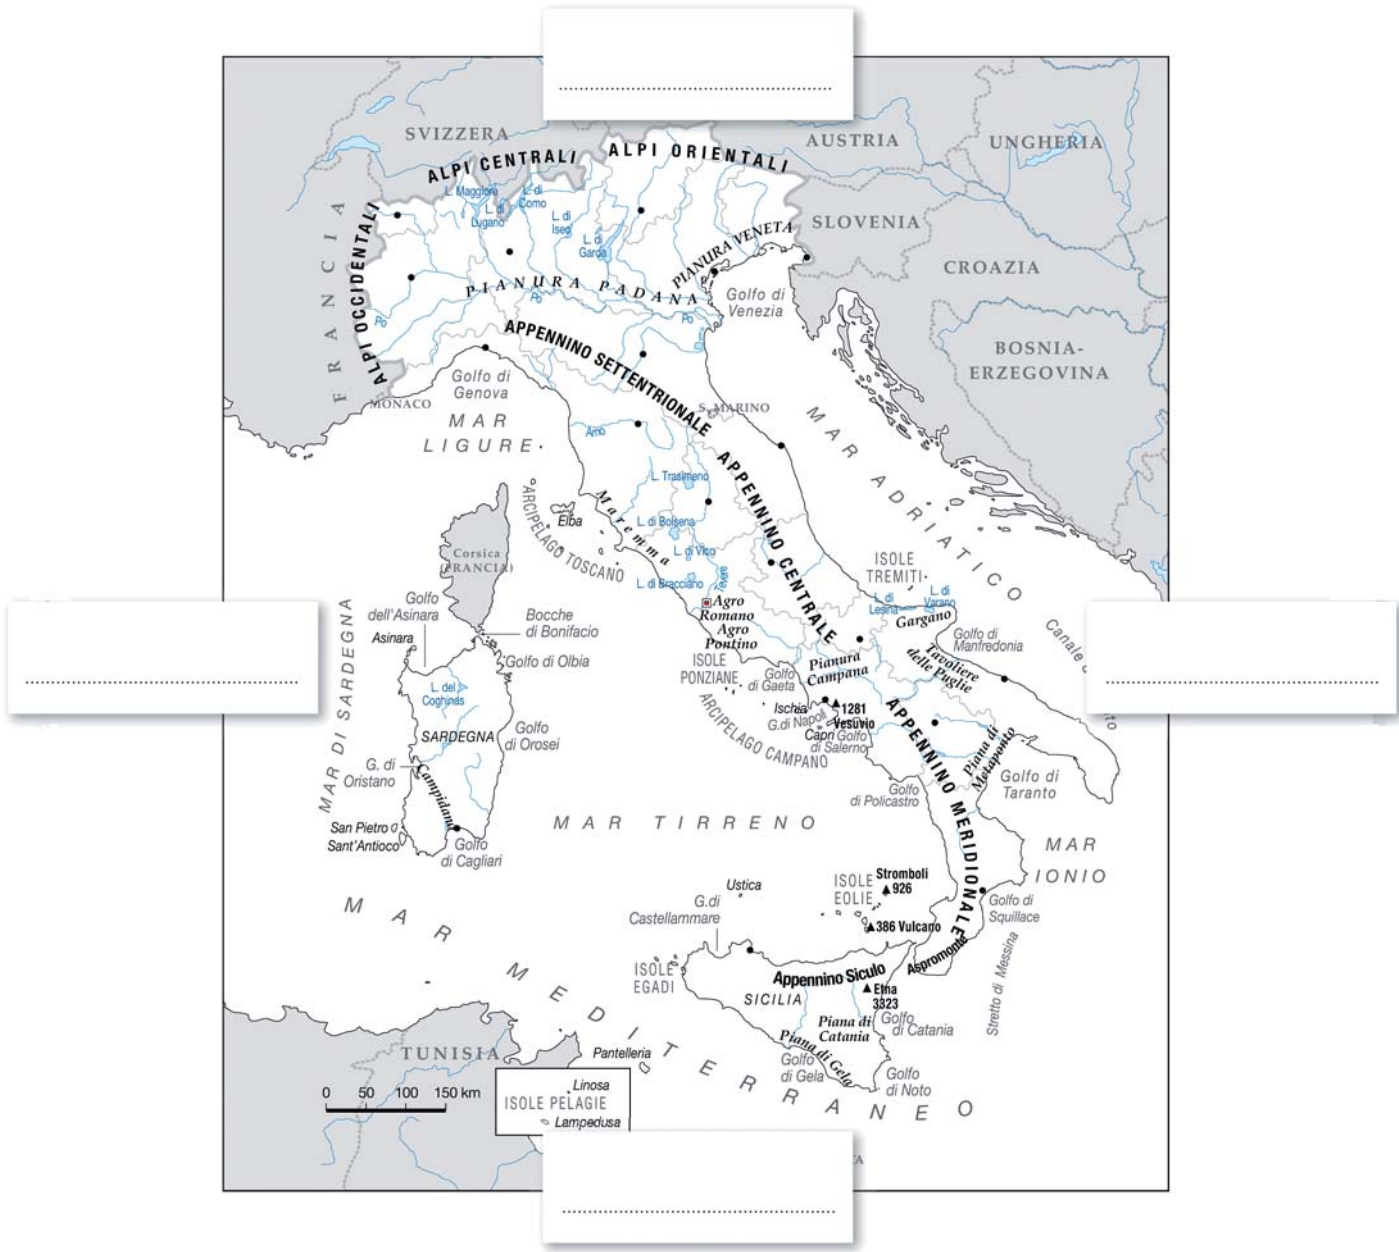 SVIZZERA
AUSTRIA
UNGHERIA
ALPI CENTRALI
ALPI ORIENTALI
L. Maggiore
L. di
Como
L. di
Lugano
L. di
Iseo
L. di
Garda
PIANURA VENETA
SLOVENIA
CROAZIA
FRANCIA
ALPI OCCIDENTALI
PIANURA PADANA
Po
Po
Po
Golfo di
Venezia
APPENNINO SETTENTRIONALE
BOSNIA-
ERZEGOVINA
Golfo di
Genova
MONACO
S. MARINO
MAR
LIGURE
MAR ADRIATICO
Arno
L. Trasimeno
APPENNINO CENTRALE
ARCIPELAGO TOSCANO
Elba
Maremma
L. di Bolsena
L. di Vico
L. di Bracciano
Tevere
Corsica
(FRANCIA)
ISOLE
TREMITI
L. di
Lesina
L. di
Varano
Gargano
Golfo di
Manfredonia
Canale
Agro
Romano
Agro
Pontino
ISOLE
PONZIANE
Golfo
di Gaeta
Pianura
Campana
Tavoliere
delle Puglie
Golfo
dell'Asinara
Asinara
Bocche
di Bonifacio
Golfo di Olbia
MAR DI SARDEGNA
L. del
Coghinas
SARDEGNA
Golfo
di Orosei
G. di
Oristano
Campidano
San Pietro
Sant'Antioco
Golfo
di Cagliari
ARCIPELAGO CAMPANO
Ischia
G.di Napoli
1281
Vesuvio
Capri
Golfo
di Salerno
APPENNINO MERIDIONALE
Piana di
Metaponto
Golfo di
Taranto
Golfo
di Policastro
MAR TIRRENO
MAR
IONIO
Ustica
ISOLE
EOLIE
Stromboli
926
386 Vulcano
Golfo di
Squillace
G.di
Castellammare
Aspromonte
Stretto di Messina
ISOLE
EGADI
Appennino Siculo
SICILIA
Etna
3323
Golfo
di Catania
Piana di
Catania
Piana di Gela
Golfo
di Gela
Golfo
di Noto
MAR MEDITERRANEO
TUNISIA
Pantelleria
0 50 100 150 km
Linosa
ISOLE PELAGIE
Lampedusa